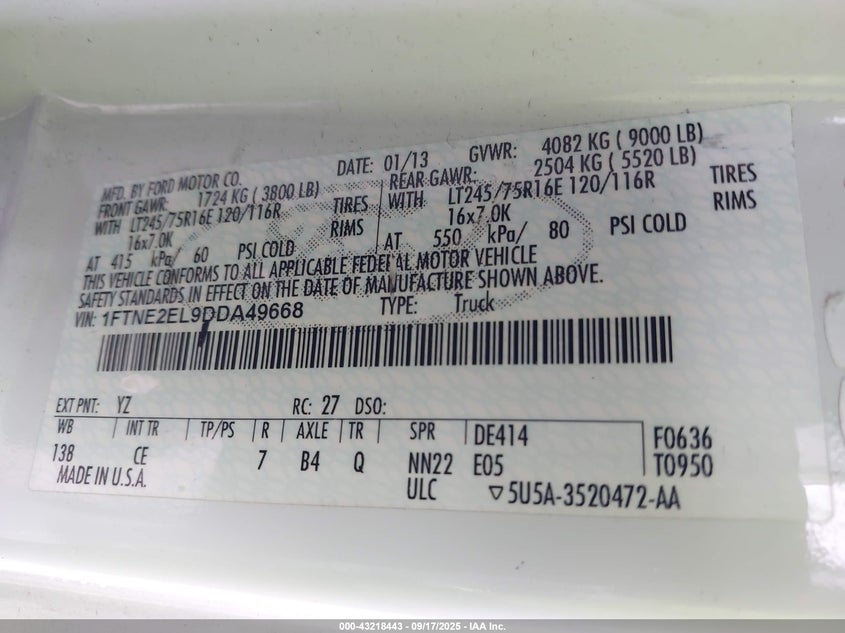 MFD. BY FORD MOTOR CO. DATE: 01/13 GVWR: 4082 KG ( 9000 LB)
FRONT GAWR: 1724 KG ( 3800 LB) REAR GAWR: 2504 KG ( 5520 LB)
WITH LT245/75R16E 120/116R TIRES WITH LT245/75R16E 120/116R TIRES
16x7.0K RIMS 16x7.0K RIMS
AT 415 kPa/ 60 PSI COLD AT 550 kPa/ 80 PSI COLD
THIS VEHICLE CONFORMS TO ALL APPLICABLE FEDERAL MOTOR VEHICLE
SAFETY STANDARDS IN EFFECT ON THE DATE OF MANUFACTURE SHOWN ABOVE.
VIN: 1FTNE2EL9DDA49668 TYPE: Truck
EXT PNT: YZ RC: 27 DSO:
WB INT TR TP/PS R AXLE TR SPR DE414 F0636
138 CE 7 B4 Q NN22 E05 T0950
MADE IN U.S.A. ULC ▽5U5A-3520472-AA
000-43218443 - 09/17/2025 - IAA Inc.